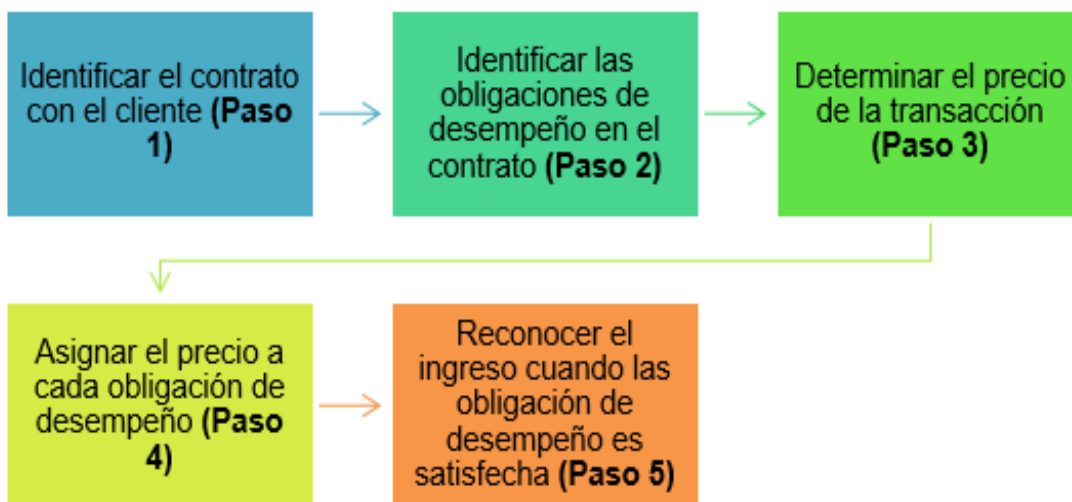 Identificar el contrato
con el cliente (Paso
1)
Identificar las
obligaciones de
desempeño en el
contrato (Paso 2)
Determinar el precio
de la transacción
(Paso 3)
Asignar el precio a
cada obligación de
desempeño (Paso
4)
Reconocer el
ingreso cuando las
obligación de
desempeño es
satisfecha (Paso 5)